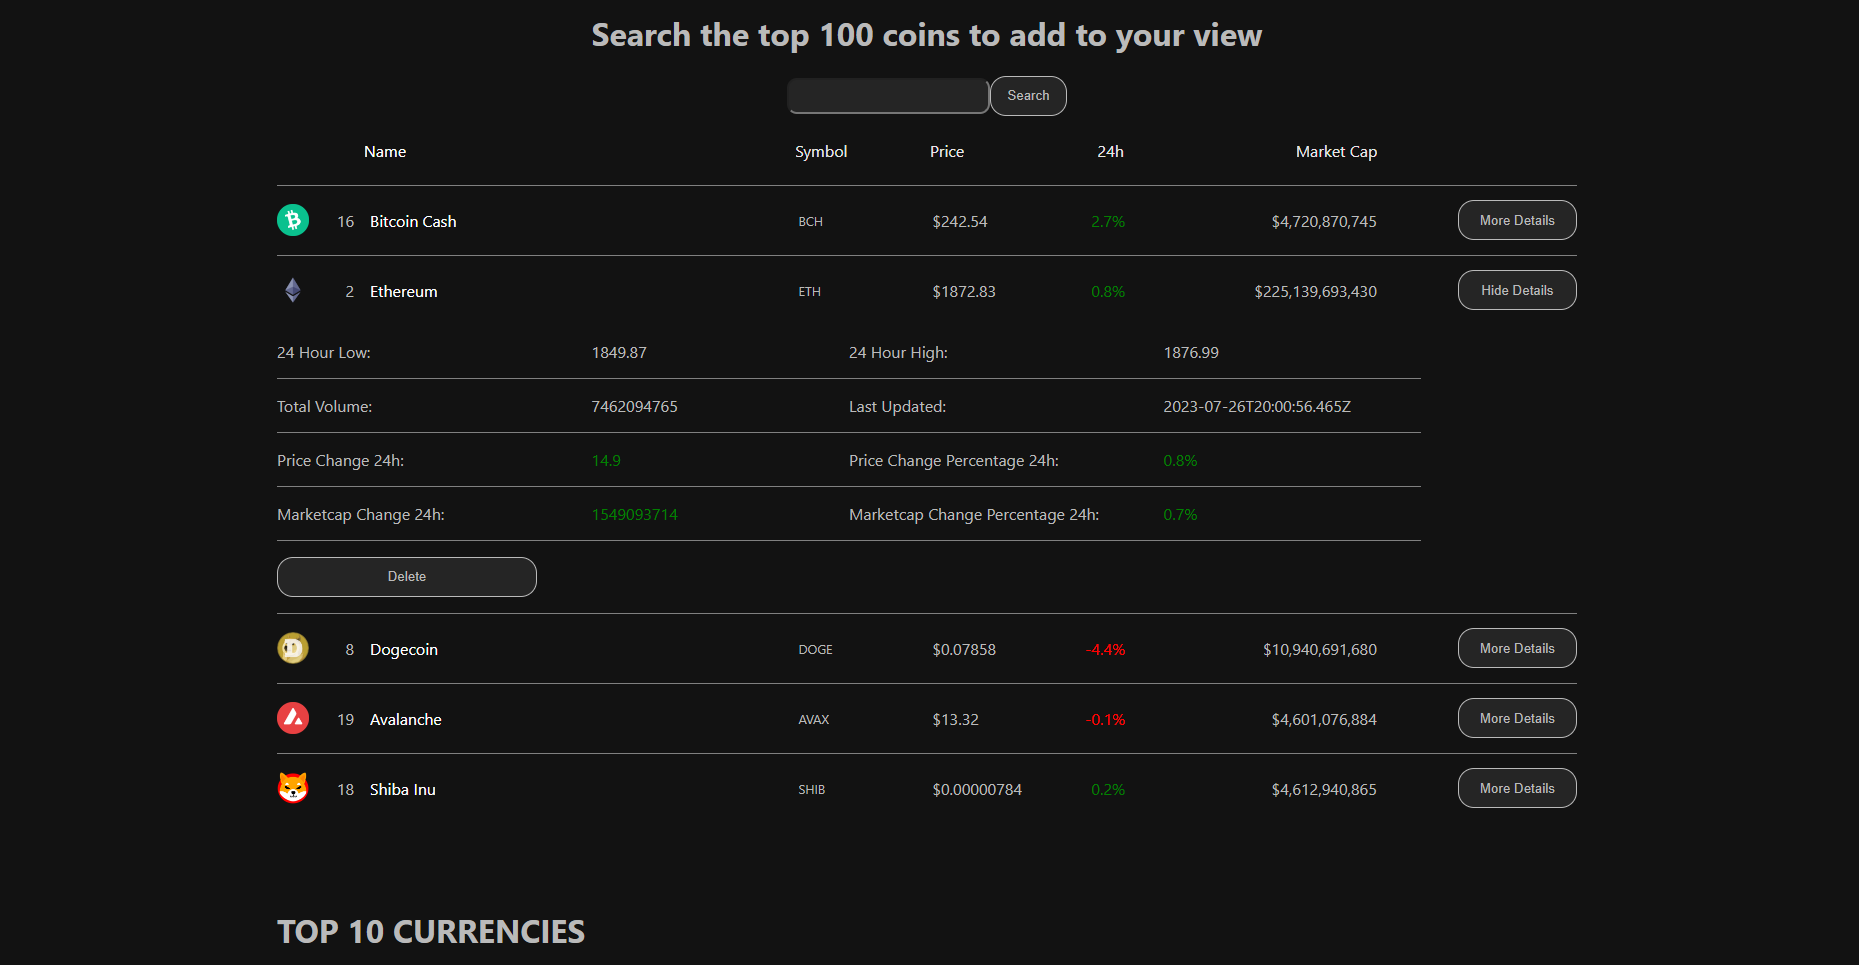 Search the top 100 coins to add to your view
Search
Name Symbol Price 24h Market Cap
16 Bitcoin Cash BCH $242.54 2.7% $4,720,870,745 More Details
2 Ethereum ETH $1872.83 0.8% $225,139,693,430 Hide Details
24 Hour Low: 1849.87 24 Hour High: 1876.99
Total Volume: 7462094765 Last Updated: 2023-07-26T20:00:56.465Z
Price Change 24h: 14.9 Price Change Percentage 24h: 0.8%
Marketcap Change 24h: 1549093714 Marketcap Change Percentage 24h: 0.7%
Delete
8 Dogecoin DOGE $0.07858 -4.4% $10,940,691,680 More Details
19 Avalanche AVAX $13.32 -0.1% $4,601,076,884 More Details
18 Shiba Inu SHIB $0.00000784 0.2% $4,612,940,865 More Details
TOP 10 CURRENCIES